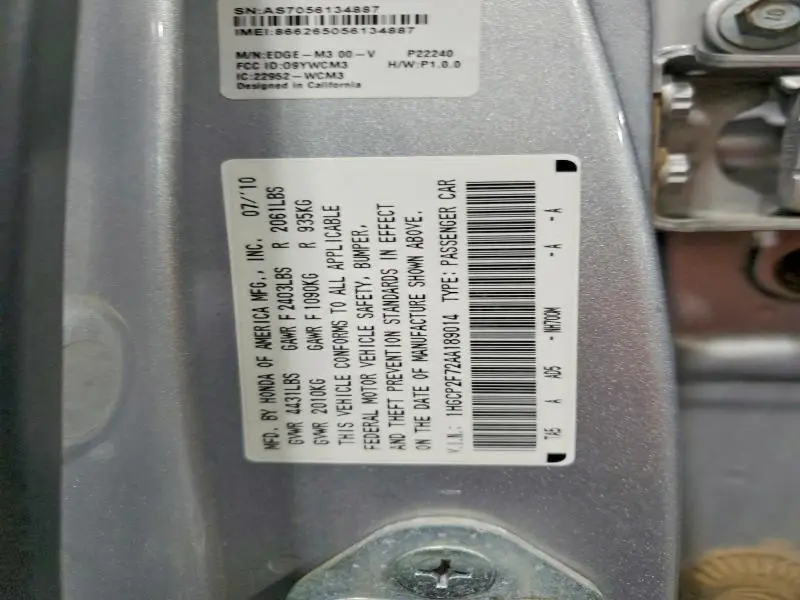 SN:AS7056134887
IMEI:866265056134887
M/N:EDGE-M3 00-V P22240
FCC ID:O9YWCM3 H/W:P1.0.0
IC:22952-WCM3
Designed in California
MFD. BY HONDA OF AMERICA MFG., INC. 07/'10
GVWR 4431LBS GAWR F 2403LBS R 2061LBS
GVWR 2010KG GAWR F 1090KG R 935KG
THIS VEHICLE CONFORMS TO ALL APPLICABLE
FEDERAL MOTOR VEHICLE SAFETY, BUMPER,
AND THEFT PREVENTION STANDARDS IN EFFECT
ON THE DATE OF MANUFACTURE SHOWN ABOVE.
V.I.N.: 1HGCP2F72AA189014 TYPE: PASSENGER CAR
TA5 A AD5 - NH700M -A -A
10